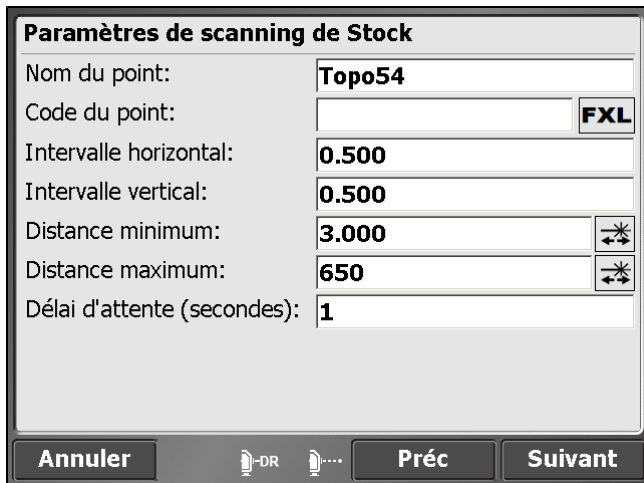 Paramètres de scanning de Stock
Nom du point: Topo54
Code du point: FXL
Intervalle horizontal: 0.500
Intervalle vertical: 0.500
Distance minimum: 3.000
Distance maximum: 650
Délai d'attente (secondes): 1
Annuler -DR Préc Suivant